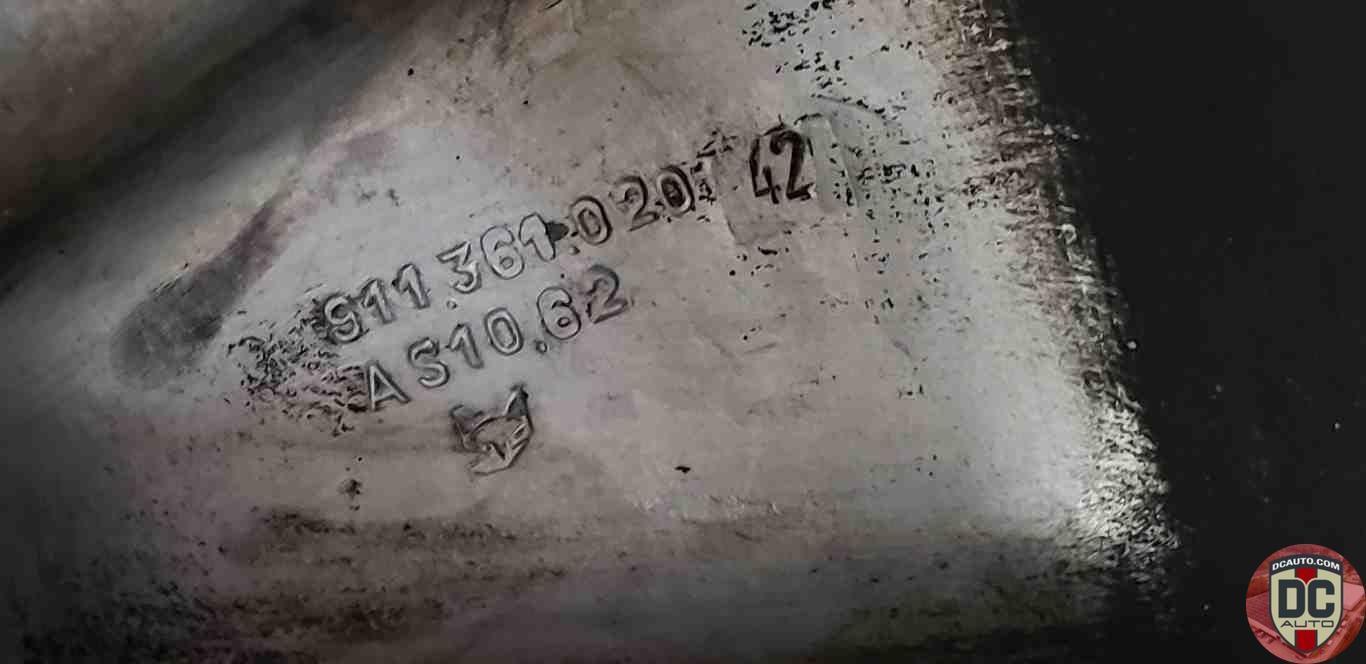 911.361.020 42
AS10.62
DCAUTO.COM
DC
AUTO